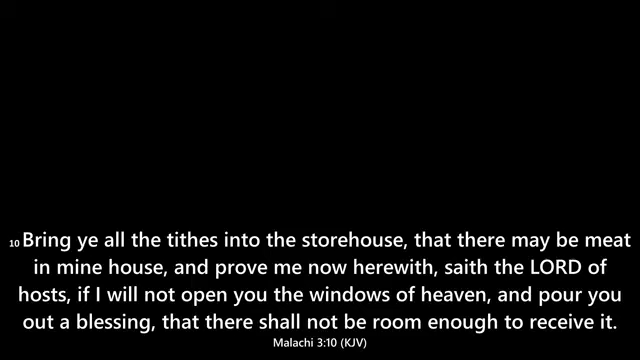 10 Bring ye all the tithes into the storehouse, that there may be meat
in mine house, and prove me now herewith, saith the LORD of
hosts, if I will not open you the windows of heaven, and pour you
out a blessing, that there shall not be room enough to receive it.
Malachi 3:10 (KJV)